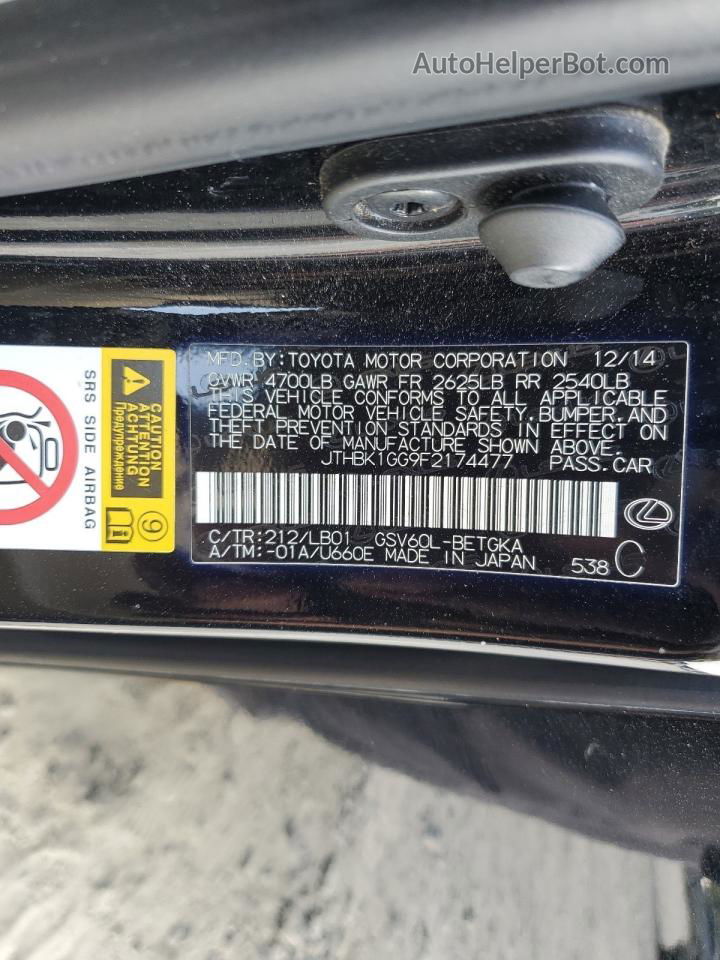 AutoHelperBot.com
MFD.BY:TOYOTA MOTOR CORPORATION 12/14
GVWR 4700LB GAWR FR 2625LB RR 2540LB
THIS VEHICLE CONFORMS TO ALL APPLICABLE
FEDERAL MOTOR VEHICLE SAFETY,BUMPER,AND
THEFT PREVENTION STANDARDS IN EFFECT ON
THE DATE OF MANUFACTURE SHOWN ABOVE.
JTHBK1GG9F2174477 PASS.CAR
C/TR:212/LB01 GSV60L-BETGKA
A/TM:-01A/U660E MADE IN JAPAN 538 C
SRS SIDE AIRBAG
CAUTION
ATTENTION
ACHTUNG
Предупреждение
9